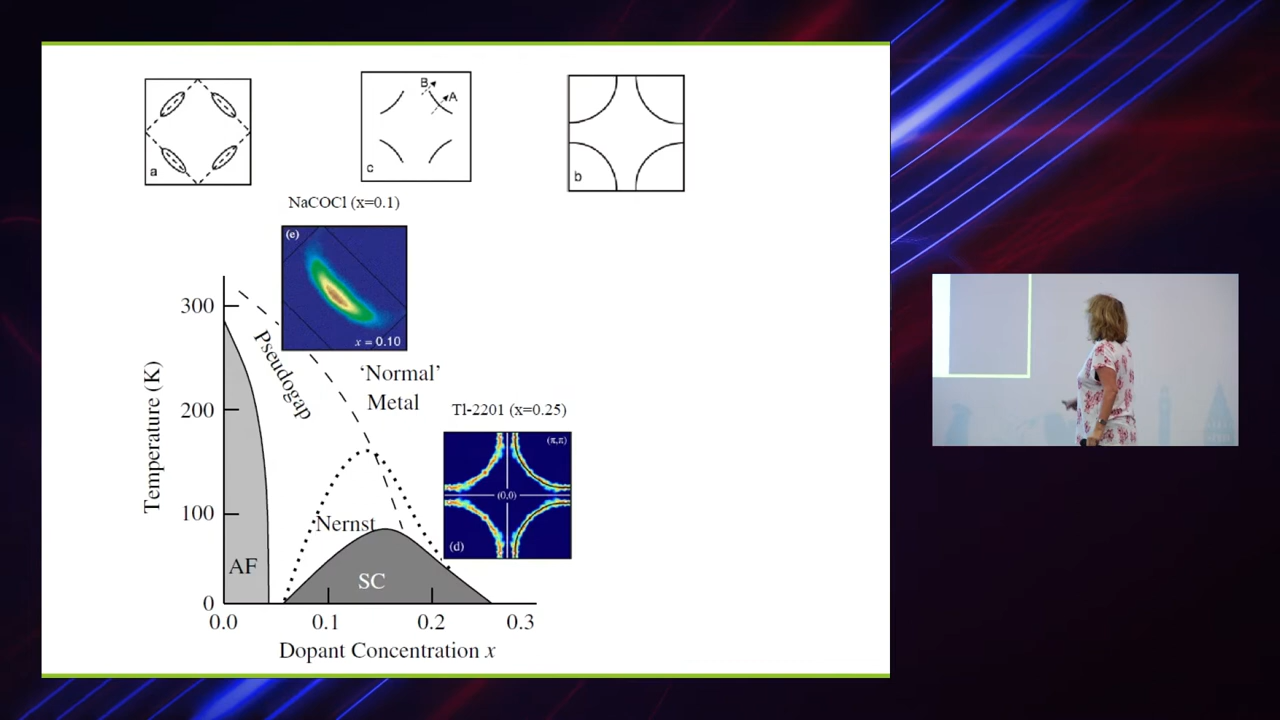 B
A
a
c
b
NaCOCl (x=0.1)
(e)
x = 0.10
300
Pseudogap
'Normal'
Metal
Tl-2201 (x=0.25)
(π,π)
(0,0)
(d)
200
Temperature (K)
100
Nernst
AF
SC
0
0.0
0.1
0.2
0.3
Dopant Concentration x